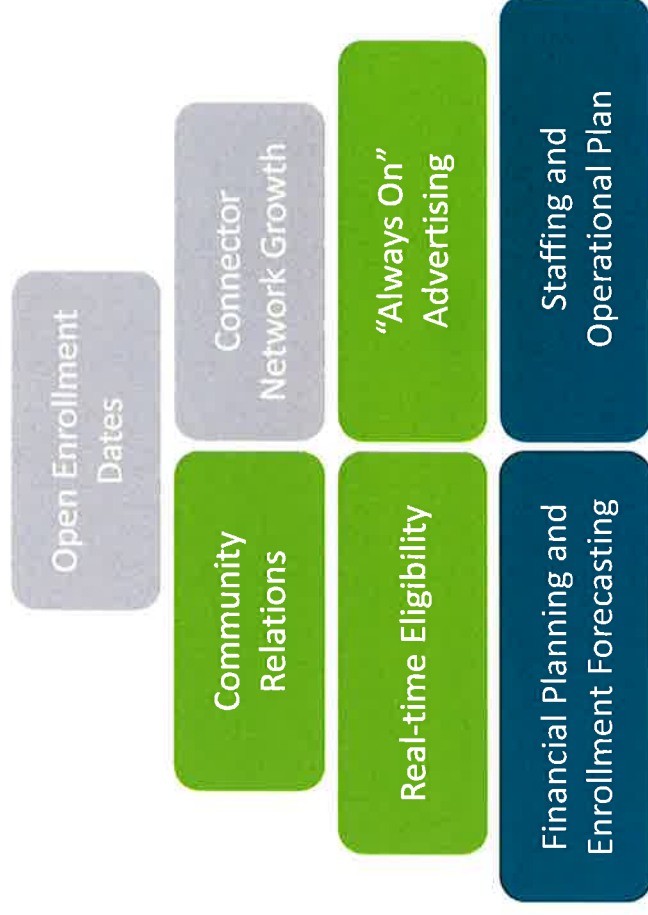 Open Enrollment
Dates
Community
Relations
Connector
Network Growth
Real-time Eligibility
“Always On”
Advertising
Financial Planning and
Enrollment Forecasting
Staffing and
Operational Plan